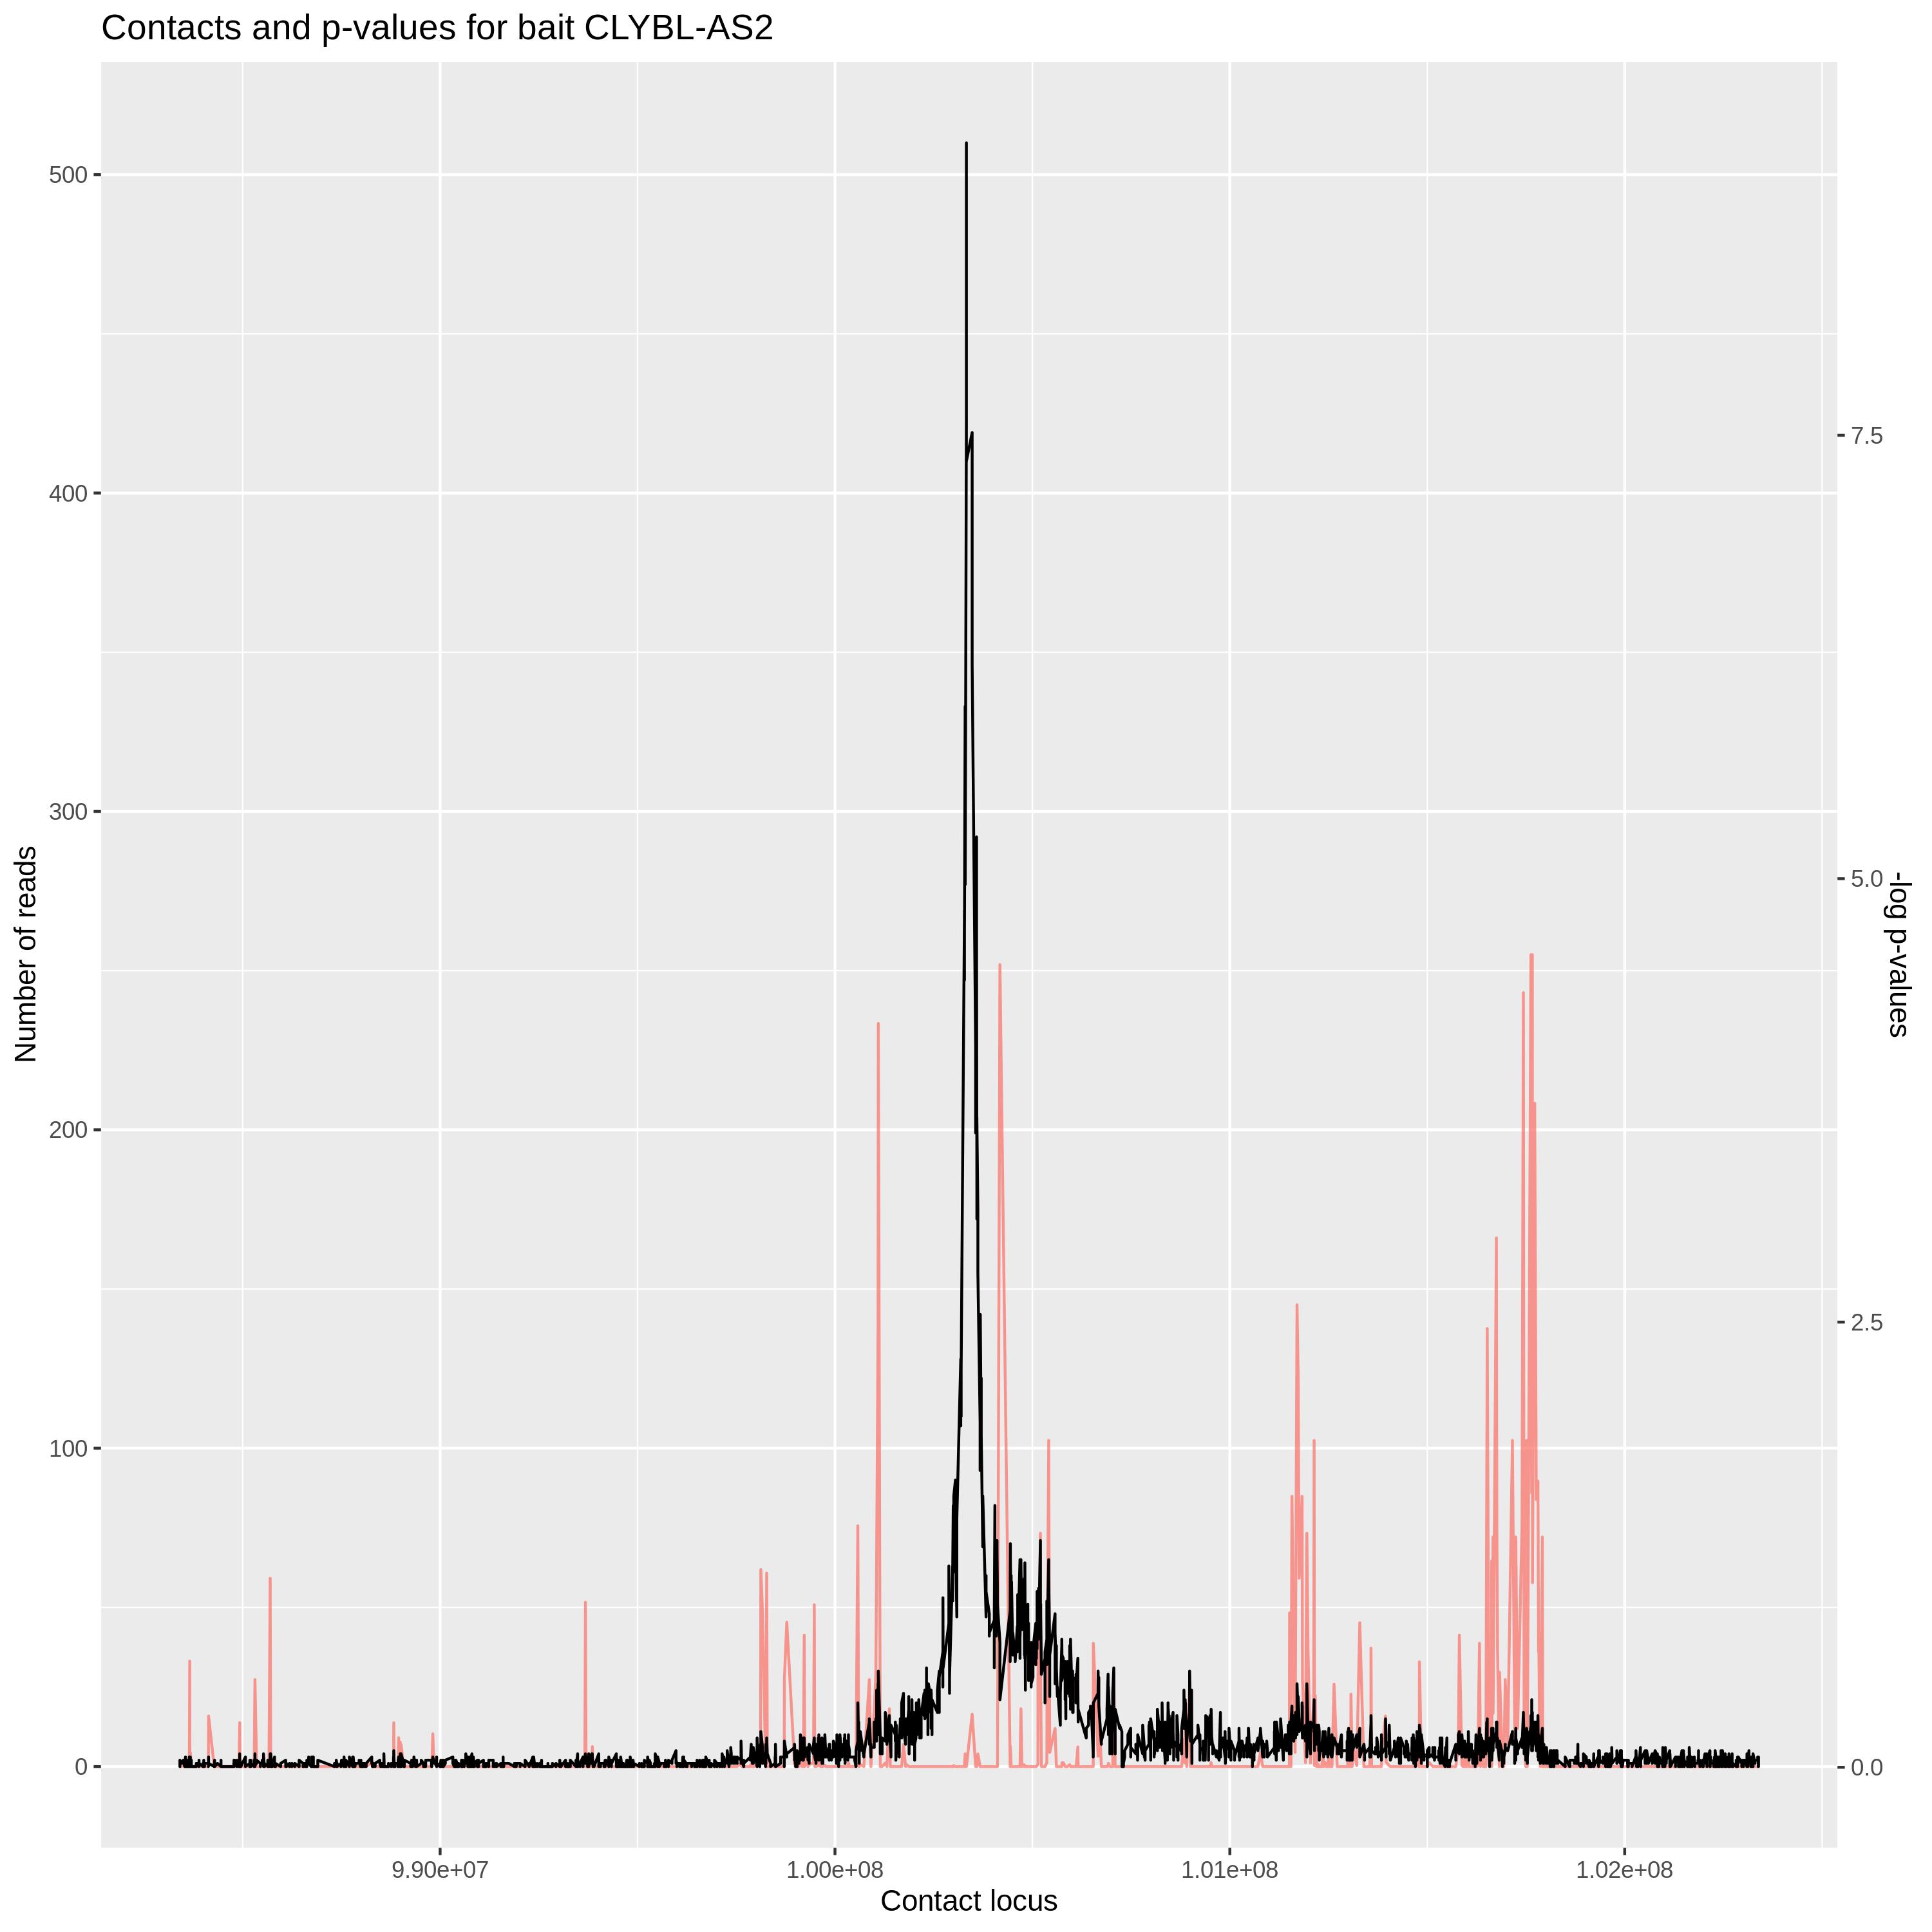 Contacts and p-values for bait CLYBL-AS2
500
400
300
200
100
0
Number of reads
7.5
5.0
2.5
0.0
-log p-values
9.90e+07 1.00e+08 1.01e+08 1.02e+08
Contact locus